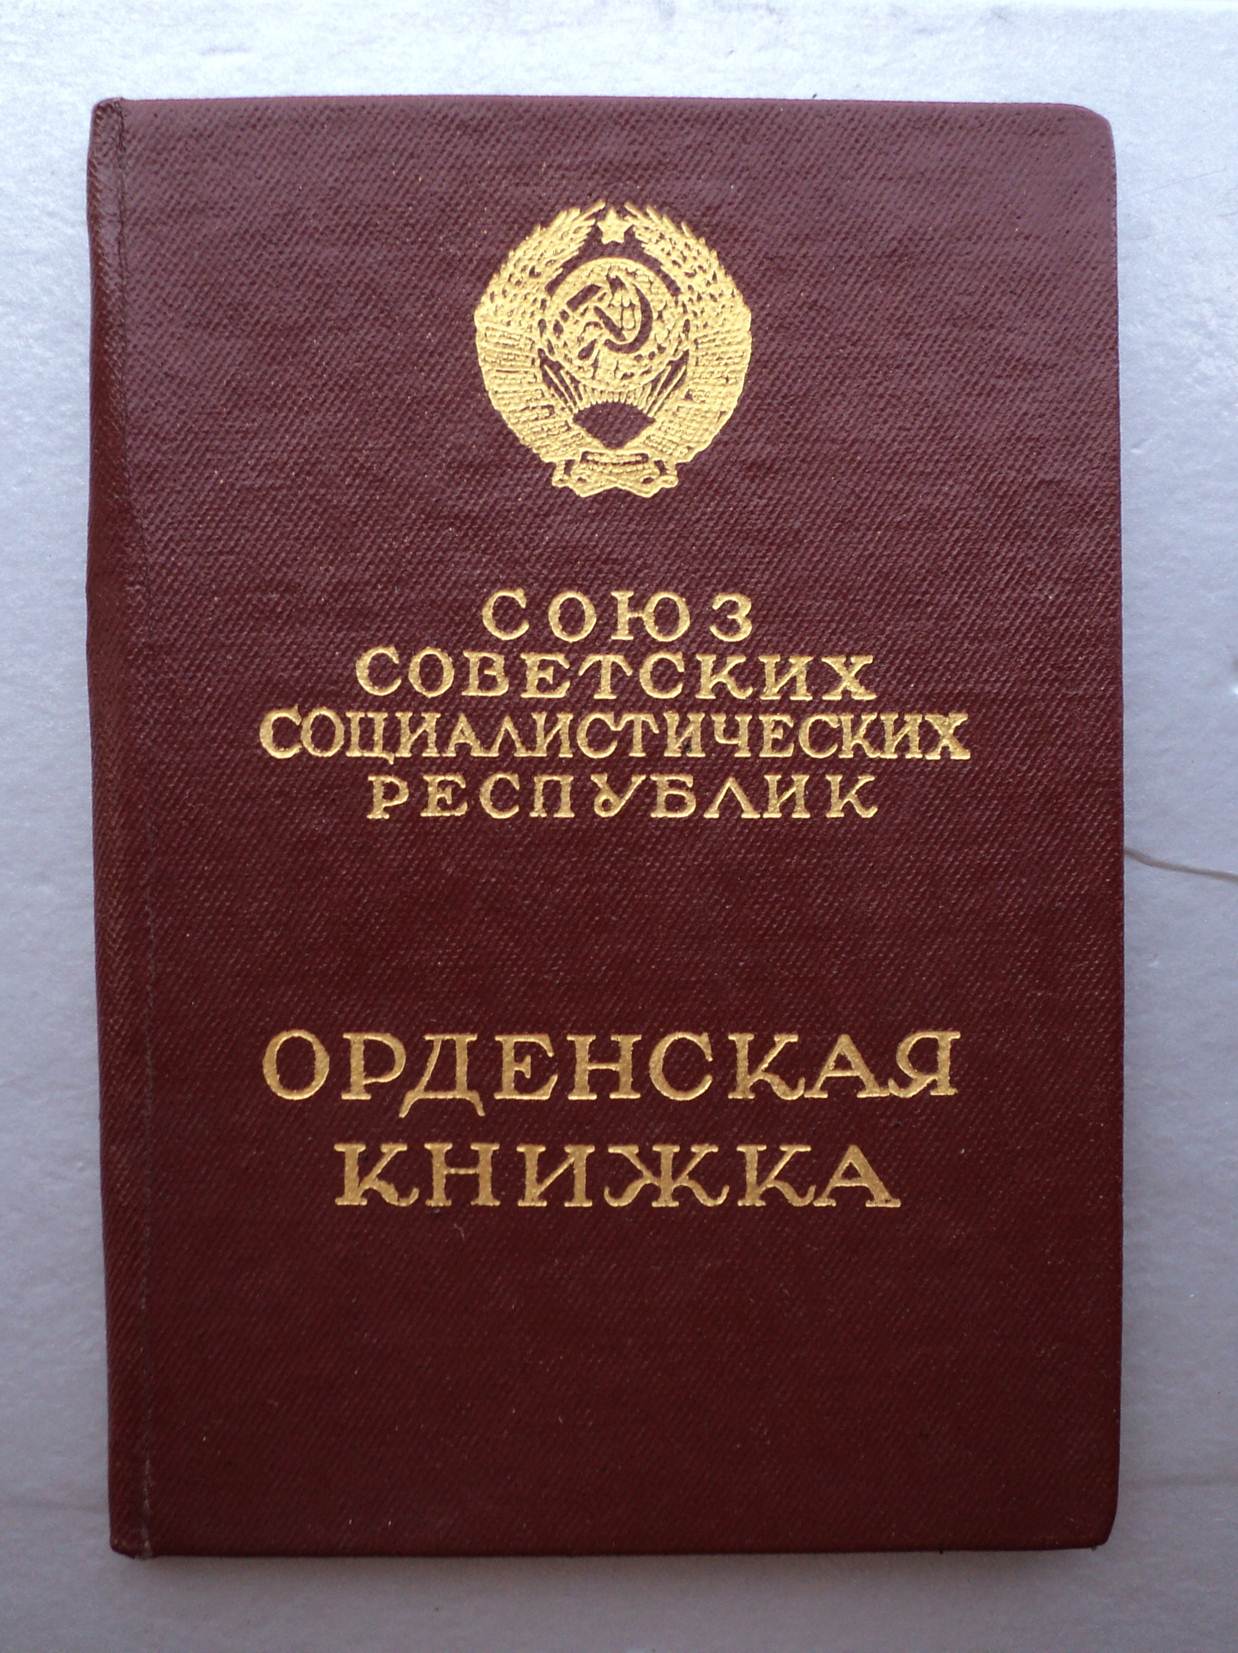 СОЮЗ
СОВЕТСКИХ
СОЦИАЛИСТИЧЕСКИХ
РЕСПУБЛИК
ОРДЕНСКАЯ
КНИЖКА